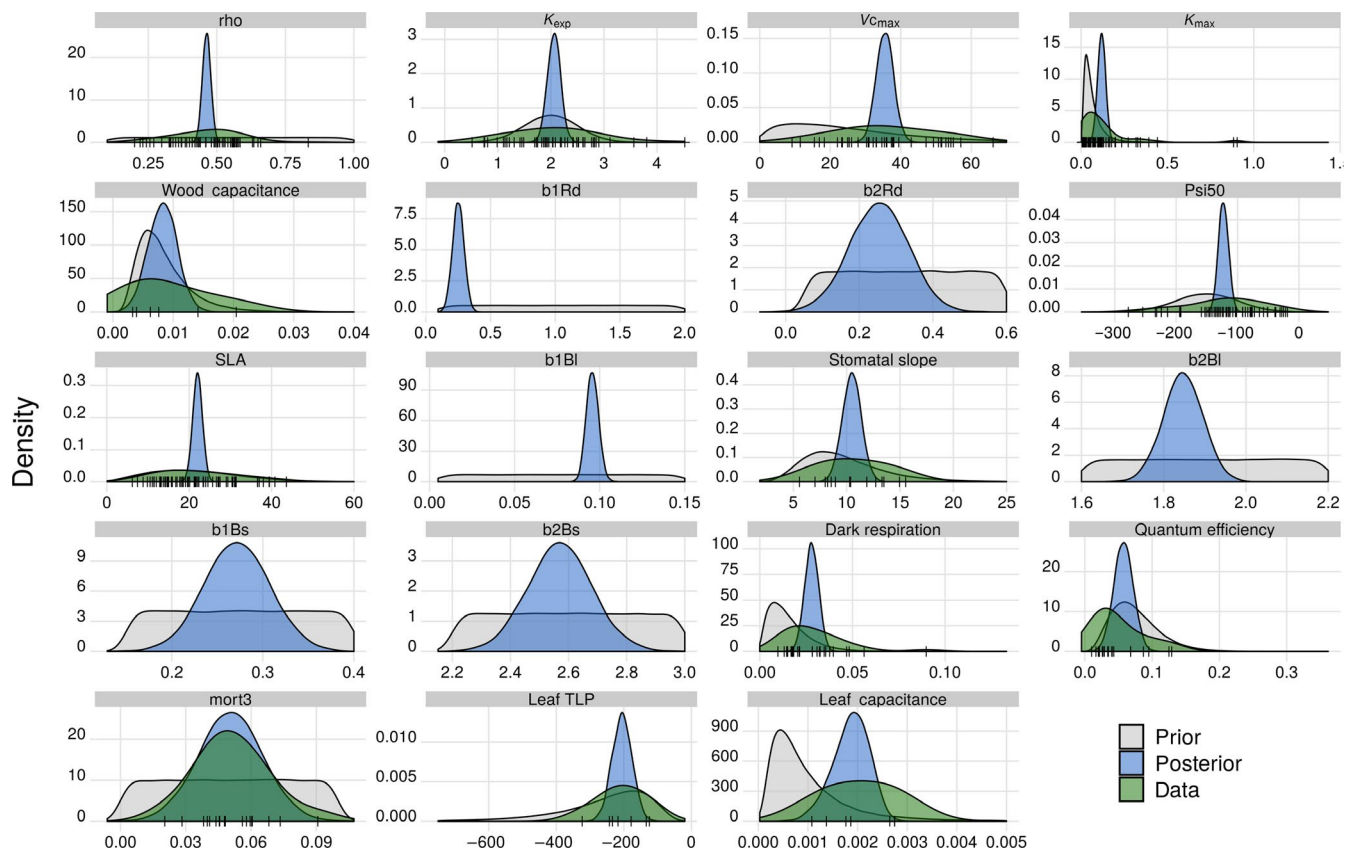 rho
K_exp
Vc_max
K_max
20
10
0
0.25 0.50 0.75 1.00
3
2
1
0
0 1 2 3 4
0.15
0.10
0.05
0.00
0 20 40 60
15
10
5
0
0.0 0.5 1.0 1.
Wood capacitance
b1Rd
b2Rd
Psi50
150
100
50
0
0.00 0.01 0.02 0.03 0.04
7.5
5.0
2.5
0.0
0.0 0.5 1.0 1.5 2.0
5
4
3
2
1
0
0.0 0.2 0.4 0.6
0.04
0.03
0.02
0.01
0.00
−300 −200 −100 0
SLA
b1Bl
Stomatal slope
b2Bl
0.3
0.2
0.1
0.0
0 20 40 60
90
60
30
0
0.00 0.05 0.10 0.15
0.4
0.3
0.2
0.1
0.0
5 10 15 20 25
8
6
4
2
0
1.6 1.8 2.0 2.2
Density
b1Bs
b2Bs
Dark respiration
Quantum efficiency
9
6
3
0
0.2 0.3 0.4
3
2
1
0
2.2 2.4 2.6 2.8 3.0
100
75
50
25
0
0.00 0.05 0.10
20
10
0
0.0 0.1 0.2 0.3
mort3
Leaf TLP
Leaf capacitance
20
10
0
0.00 0.03 0.06 0.09
0.010
0.005
0.000
−600 −400 −200 0
900
600
300
0
0.000 0.001 0.002 0.003 0.004 0.005
Prior
Posterior
Data